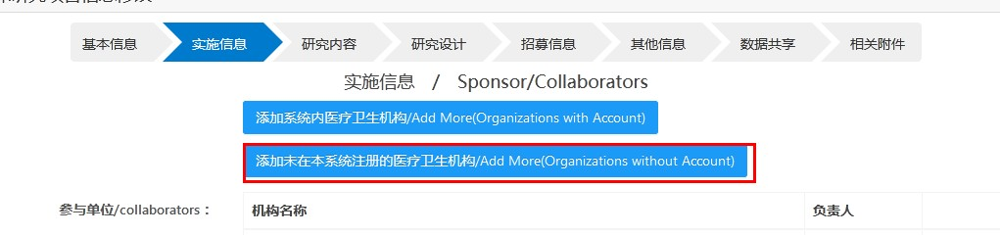 基本信息
实施信息
研究内容
研究设计
招募信息
其他信息
数据共享
相关附件
实施信息 / Sponsor/Collaborators
添加系统内医疗卫生机构/Add More(Organizations with Account)
添加未在本系统注册的医疗卫生机构/Add More(Organizations without Account)
参与单位/collaborators：
机构名称
负责人